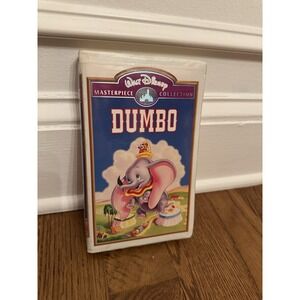 Walt Disney
MASTERPIECE COLLECTION
DUMBO